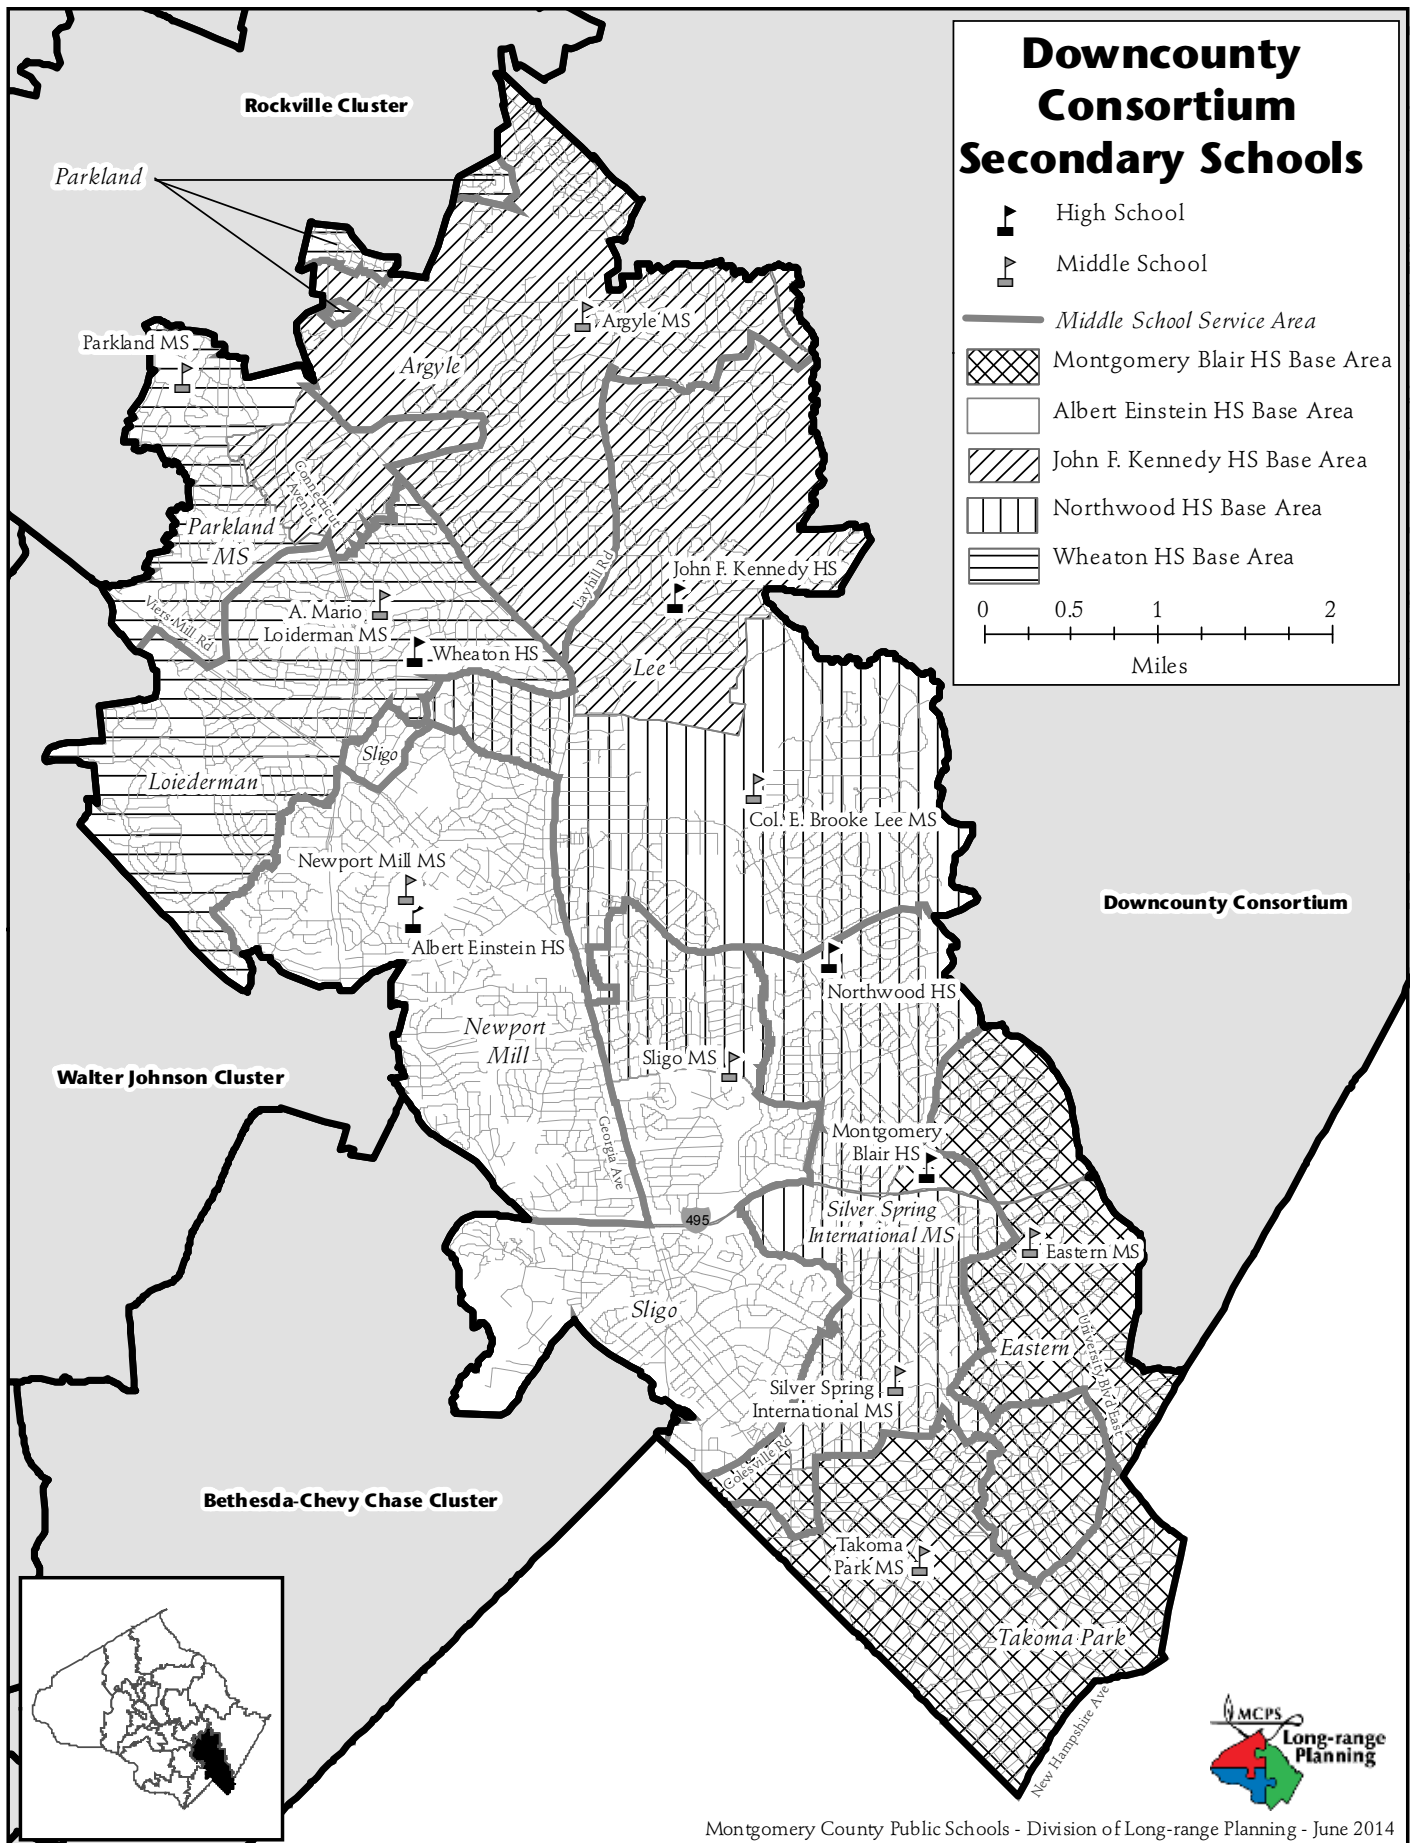 Downcounty
Consortium
Secondary Schools
High School
Middle School
Middle School Service Area
Montgomery Blair HS Base Area
Albert Einstein HS Base Area
John F. Kennedy HS Base Area
Northwood HS Base Area
Wheaton HS Base Area
0 0.5 1 2
Miles
Rockville Cluster
Parkland
Argyle MS
Parkland MS
Argyle
Connecticut
Avenue
Parkland
MS
Layhill Rd
John F. Kennedy HS
Viers Mill Rd
A. Mario
Loiderman MS
Wheaton HS
Lee
Sligo
Loiederman
Col. E. Brooke Lee MS
Newport Mill MS
Downcounty Consortium
Albert Einstein HS
Northwood HS
Newport
Mill
Sligo MS
Walter Johnson Cluster
Georgia Ave
Montgomery
Blair HS
495
Silver Spring
International MS
Eastern MS
Sligo
Eastern
University Blvd East
Silver Spring
International MS
Colesville Rd
Bethesda-Chevy Chase Cluster
Takoma
Park MS
Takoma Park
New Hampshire Ave
MCPS
Long-range
Planning
Montgomery County Public Schools - Division of Long-range Planning - June 2014